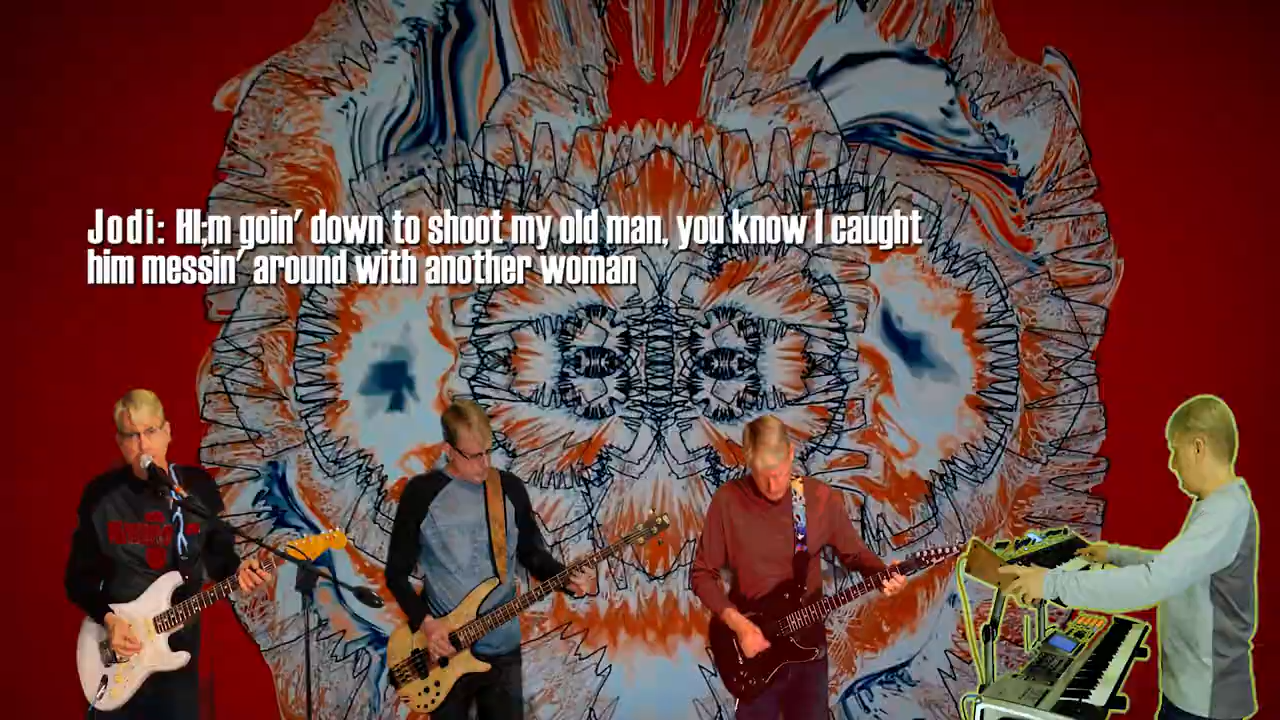 Jodi: HI;m goin' down to shoot my old man, you know I caught
him messin' around with another woman